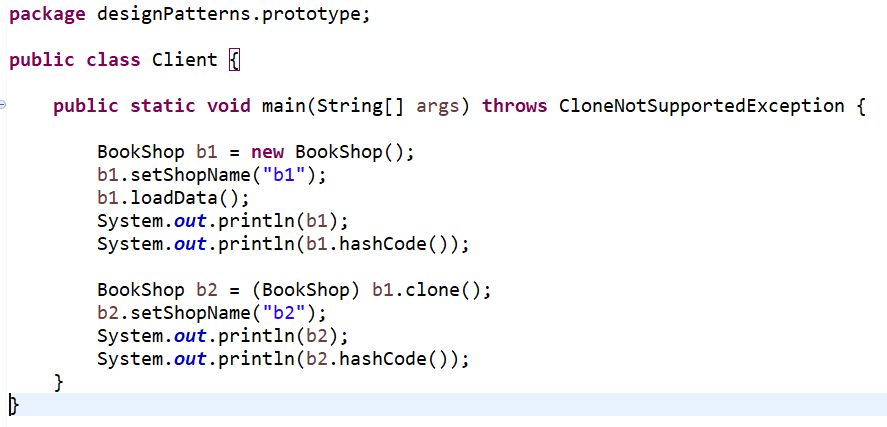 package designPatterns.prototype;
public class Client {
public static void main(String[] args) throws CloneNotSupportedException {
BookShop b1 = new BookShop();
b1.setShopName("b1");
b1.loadData();
System.out.println(b1);
System.out.println(b1.hashCode());
BookShop b2 = (BookShop) b1.clone();
b2.setShopName("b2");
System.out.println(b2);
System.out.println(b2.hashCode());
}
}